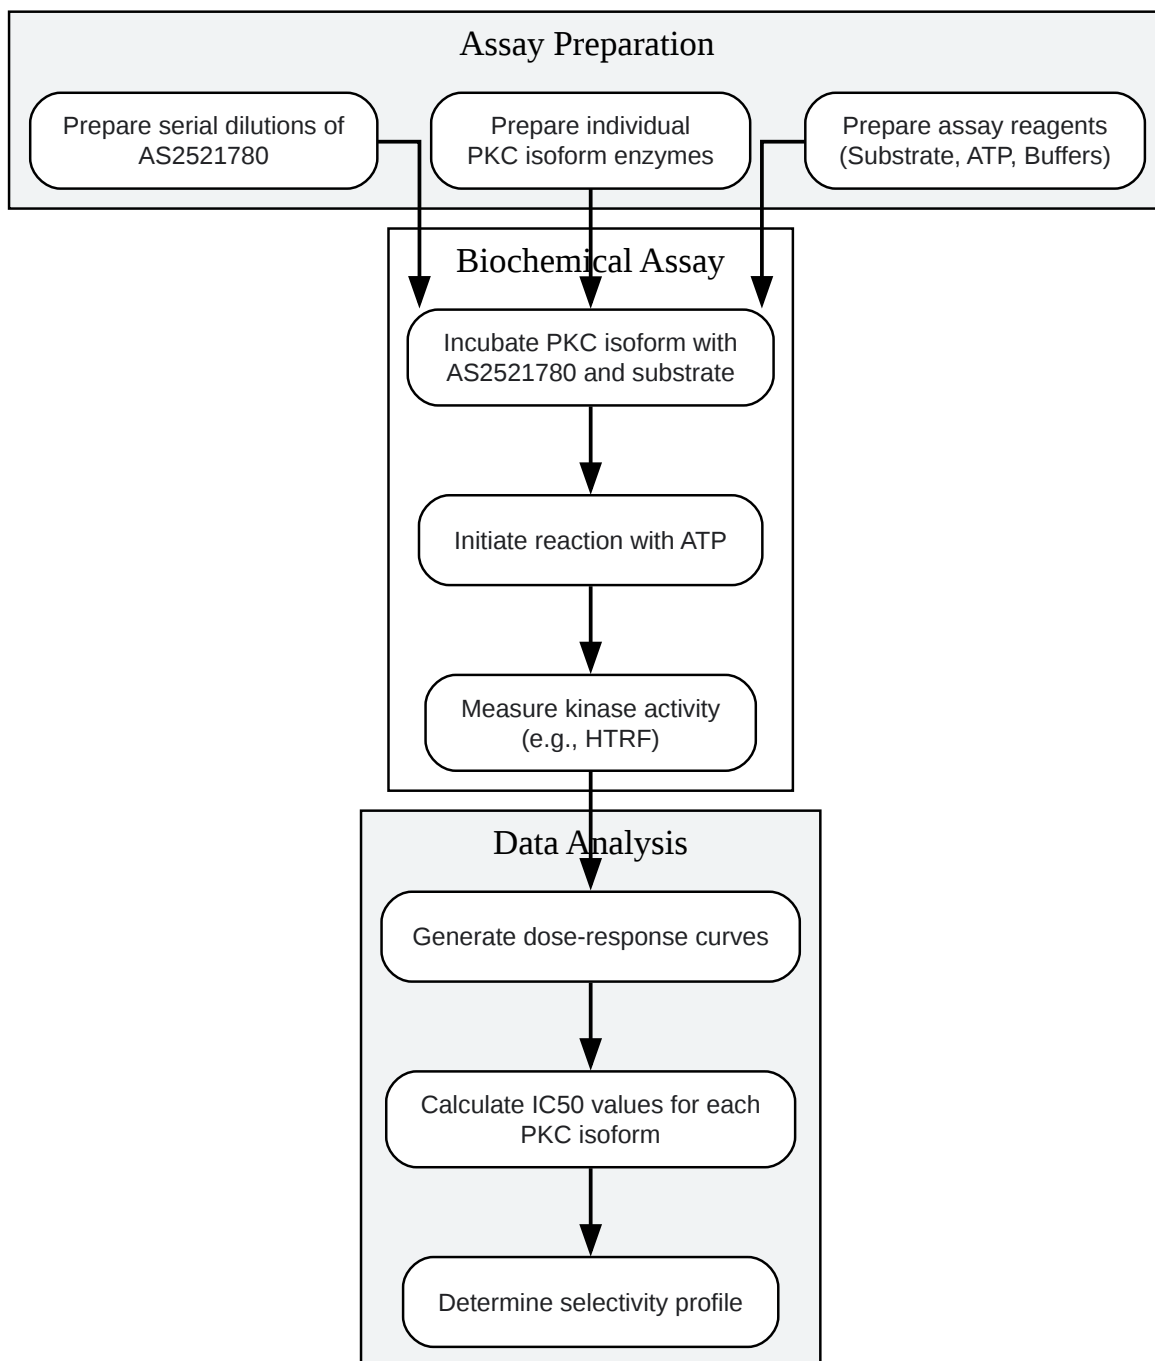 Assay Preparation
Prepare serial dilutions of
AS2521780
Prepare individual
PKC isoform enzymes
Prepare assay reagents
(Substrate, ATP, Buffers)
Biochemical Assay
Incubate PKC isoform with
AS2521780 and substrate
Initiate reaction with ATP
Measure kinase activity
(e.g., HTRF)
Data Analysis
Generate dose-response curves
Calculate IC50 values for each
PKC isoform
Determine selectivity profile